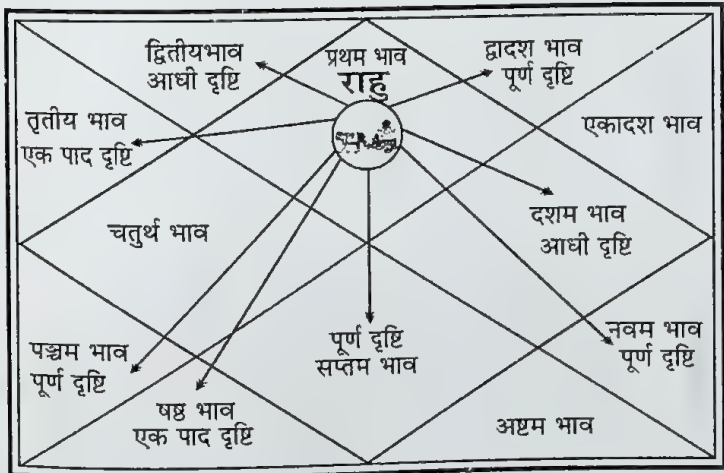 द्वितीयभाव
आधी दृष्टि
प्रथम भाव
राहु
द्वादश भाव
पूर्ण दृष्टि
तृतीय भाव
एक पाद दृष्टि
एकादश भाव
चतुर्थ भाव
दशम भाव
आधी दृष्टि
पञ्चम भाव
पूर्ण दृष्टि
पूर्ण दृष्टि
सप्तम भाव
नवम भाव
पूर्ण दृष्टि
षष्ठ भाव
एक पाद दृष्टि
अष्टम भाव